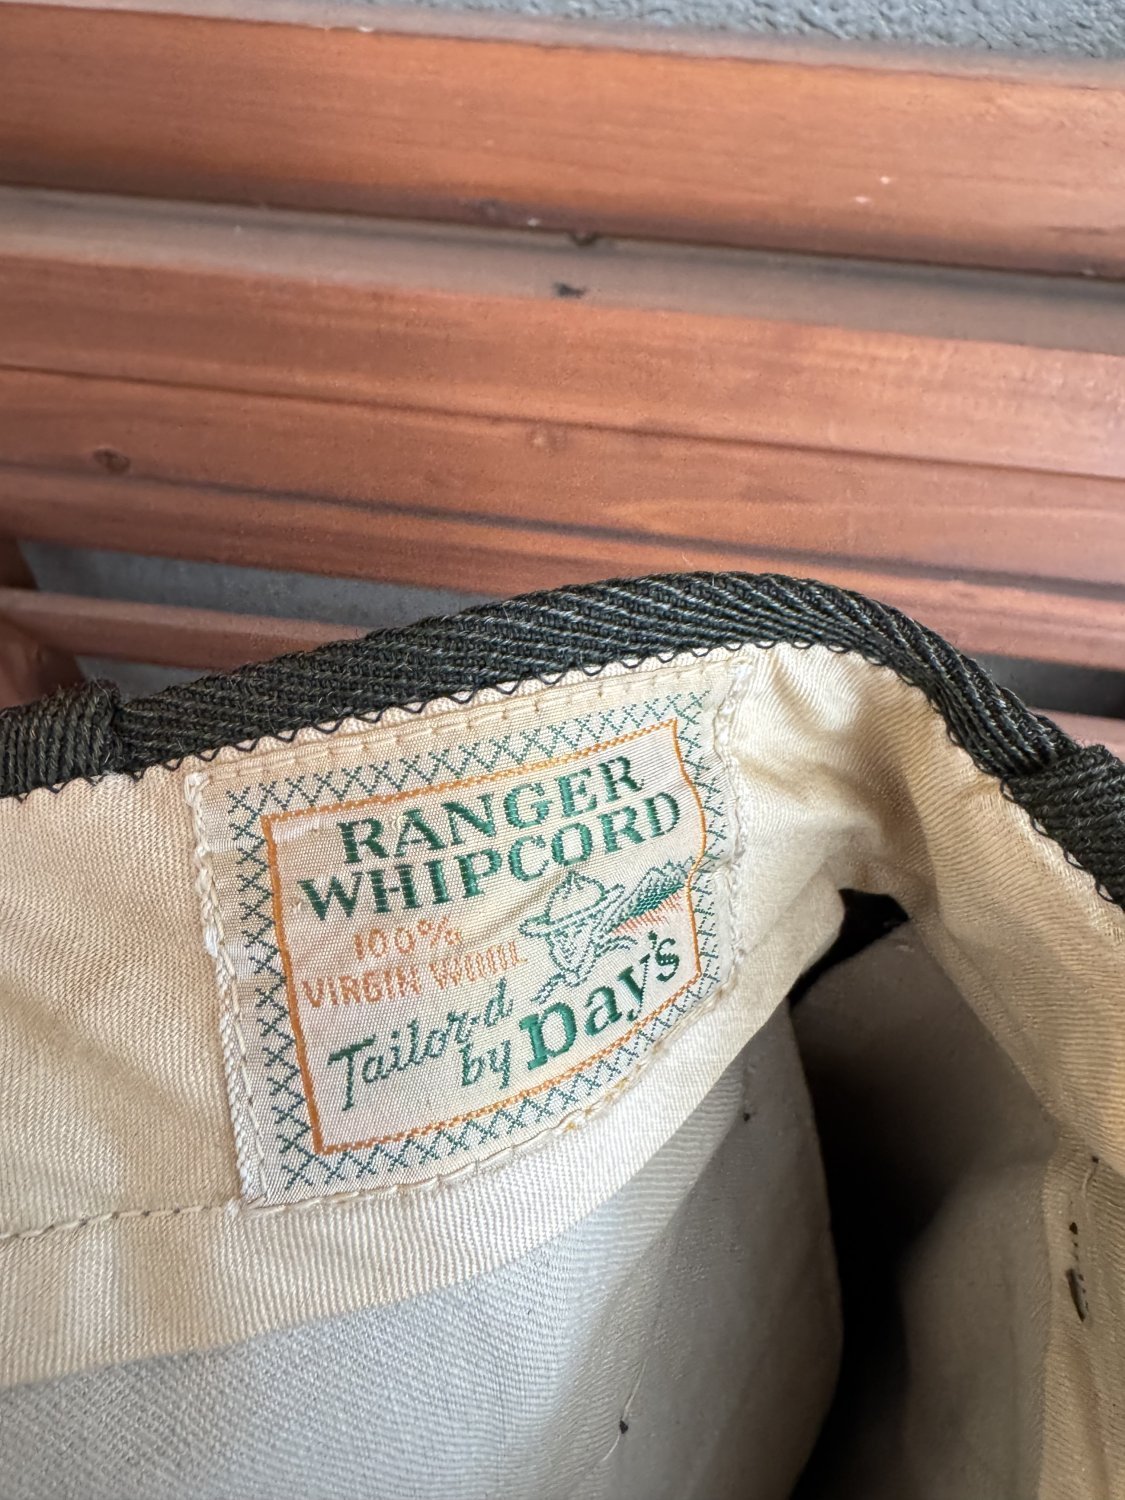 RANGER
WHIPCORD
100%
VIRGIN WOOL
Tailored
by Day's